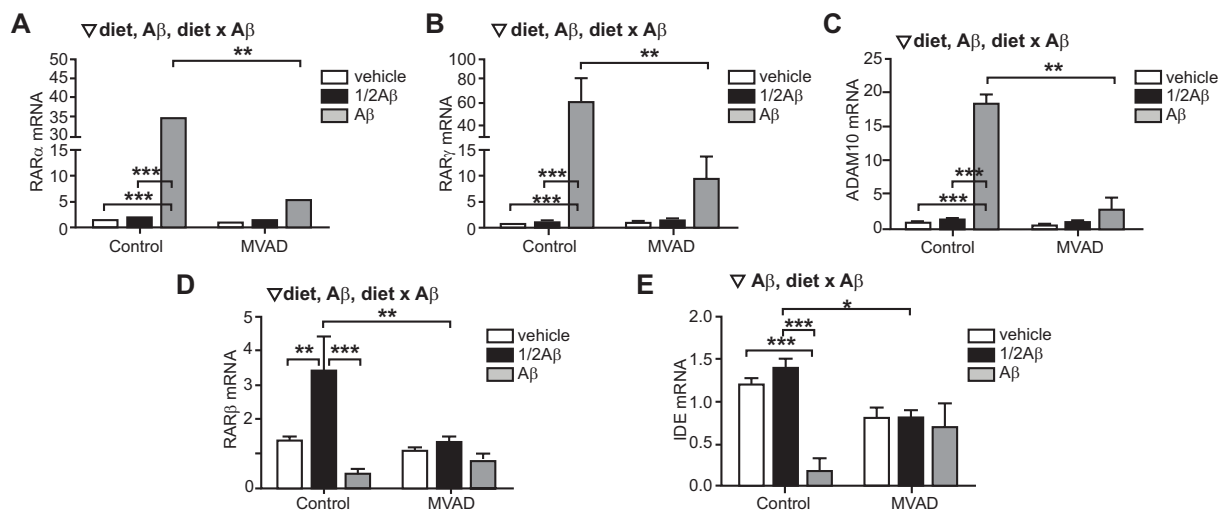 A
▽diet, Aβ, diet x Aβ
**
50
45
40
35
30
15
10
5
0
RARα mRNA
***
***
Control
MVAD
vehicle
1/2Aβ
Aβ
B
▽diet, Aβ, diet x Aβ
**
100
80
60
40
15
10
5
0
RARγ mRNA
***
***
Control
MVAD
vehicle
1/2Aβ
Aβ
C
▽diet, Aβ, diet x Aβ
**
25
20
15
10
5
0
ADAM10 mRNA
***
***
Control
MVAD
vehicle
1/2Aβ
Aβ
D
▽diet, Aβ, diet x Aβ
**
** ***
5
4
2
1
0
RARβ mRNA
Control
MVAD
vehicle
1/2Aβ
Aβ
E
▽ Aβ, diet x Aβ
*
***
***
2.0
1.5
1.0
0.5
0.0
IDE mRNA
Control
MVAD
vehicle
1/2Aβ
Aβ